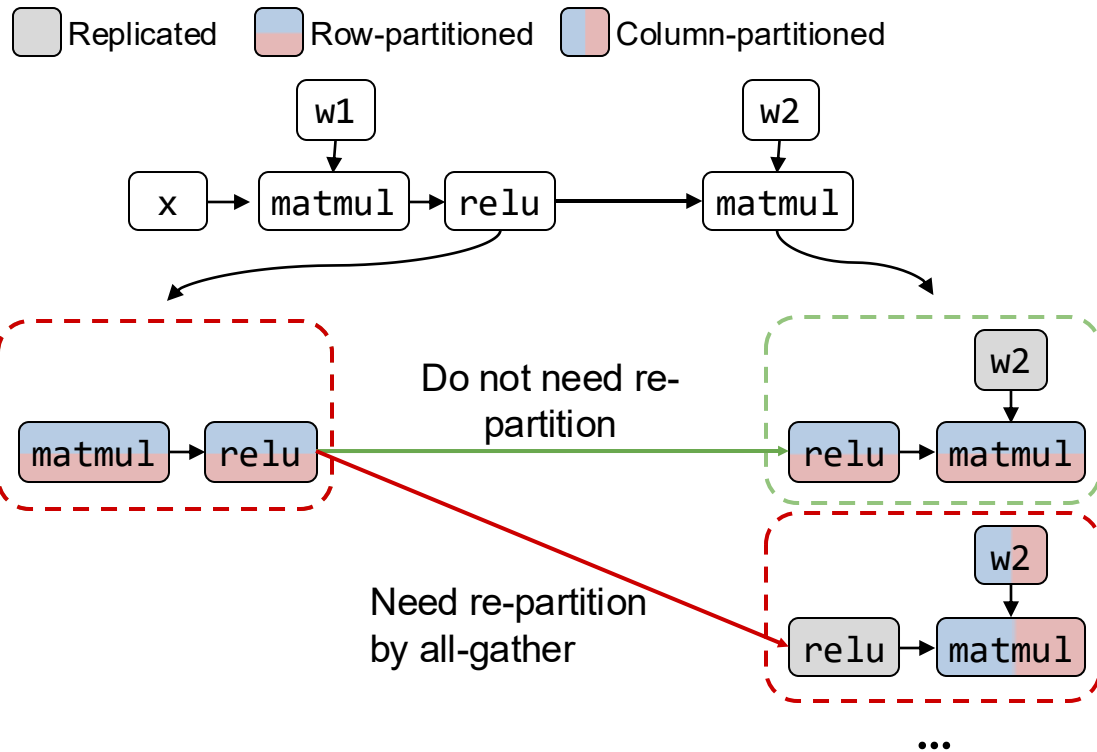 Replicated
Row-partitioned
Column-partitioned
w1
w2
x
matmul
relu
matmul
w2
Do not need re-
partition
matmul
relu
relu
matmul
w2
Need re-partition
by all-gather
relu
matmul
...